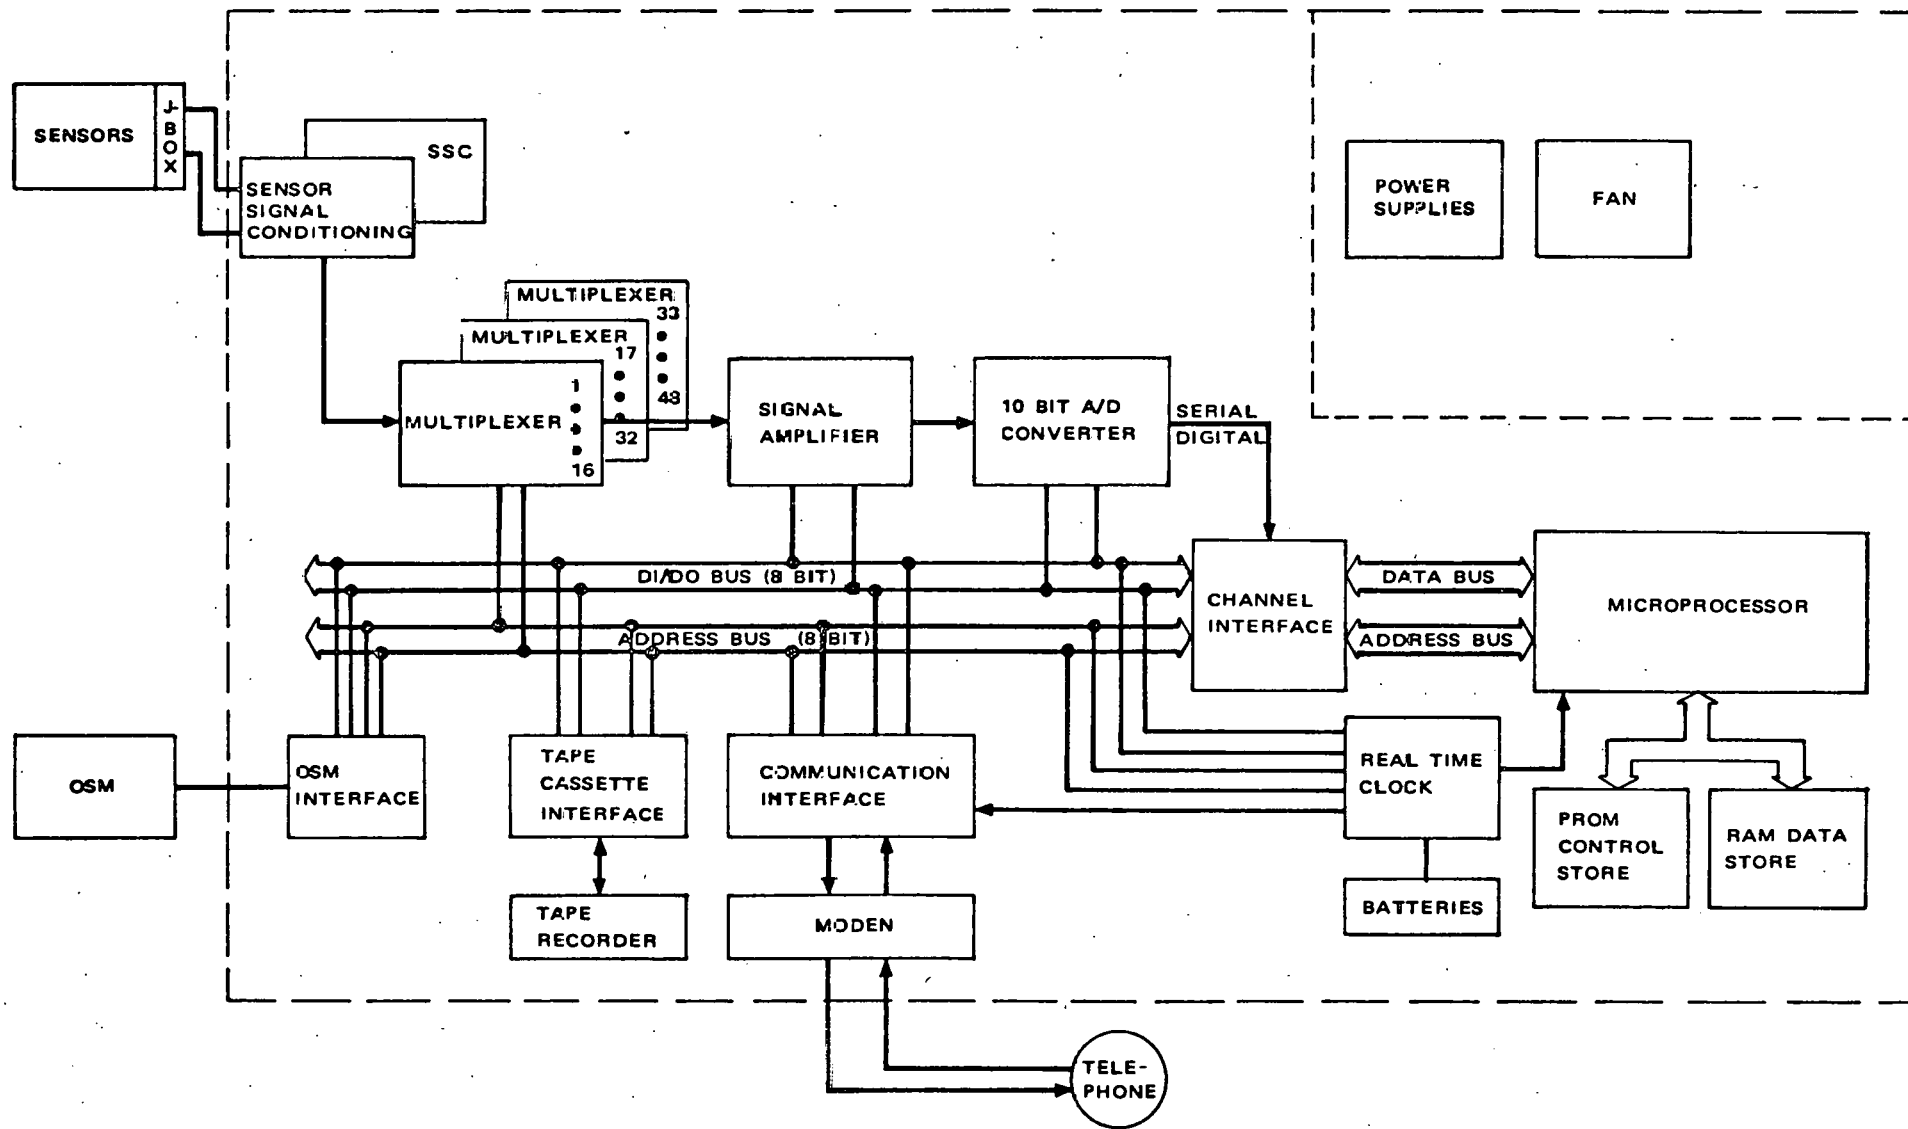 SENSORS
J-BOX
SSC
SENSOR
SIGNAL
CONDITIONING
POWER
SUPPLIES
FAN
MULTIPLEXER
33
48
MULTIPLEXER
17
32
MULTIPLEXER
1
16
SIGNAL
AMPLIFIER
10 BIT A/D
CONVERTER
SERIAL
DIGITAL
DI/DO BUS (8 BIT)
ADDRESS BUS (8 BIT)
CHANNEL
INTERFACE
DATA BUS
ADDRESS BUS
MICROPROCESSOR
OSM
OSM
INTERFACE
TAPE
CASSETTE
INTERFACE
COMMUNICATION
INTERFACE
REAL TIME
CLOCK
PROM
CONTROL
STORE
RAM DATA
STORE
TAPE
RECORDER
MODEN
BATTERIES
TELE-
PHONE